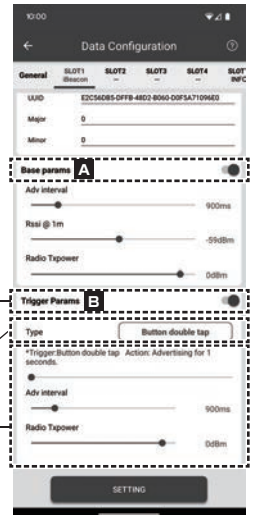 10:00
Data Configuration
General SLOT1 SLOT2 SLOT3 SLOT4 SLOT
iBeacon -- -- -- INFO
UUID E2C56DB5-DFFB-48D2-B060-D0F5A71096E0
Major 0
Minor 0
Base params A
Adv interval
900ms
Rssi @ 1m
-59dBm
Radio Txpower
0dBm
Trigger Params B
Type Button double tap
*Trigger:Button double tap Action: Advertising for 1
seconds.
Adv interval
900ms
Radio Txpower
0dBm
SETTING